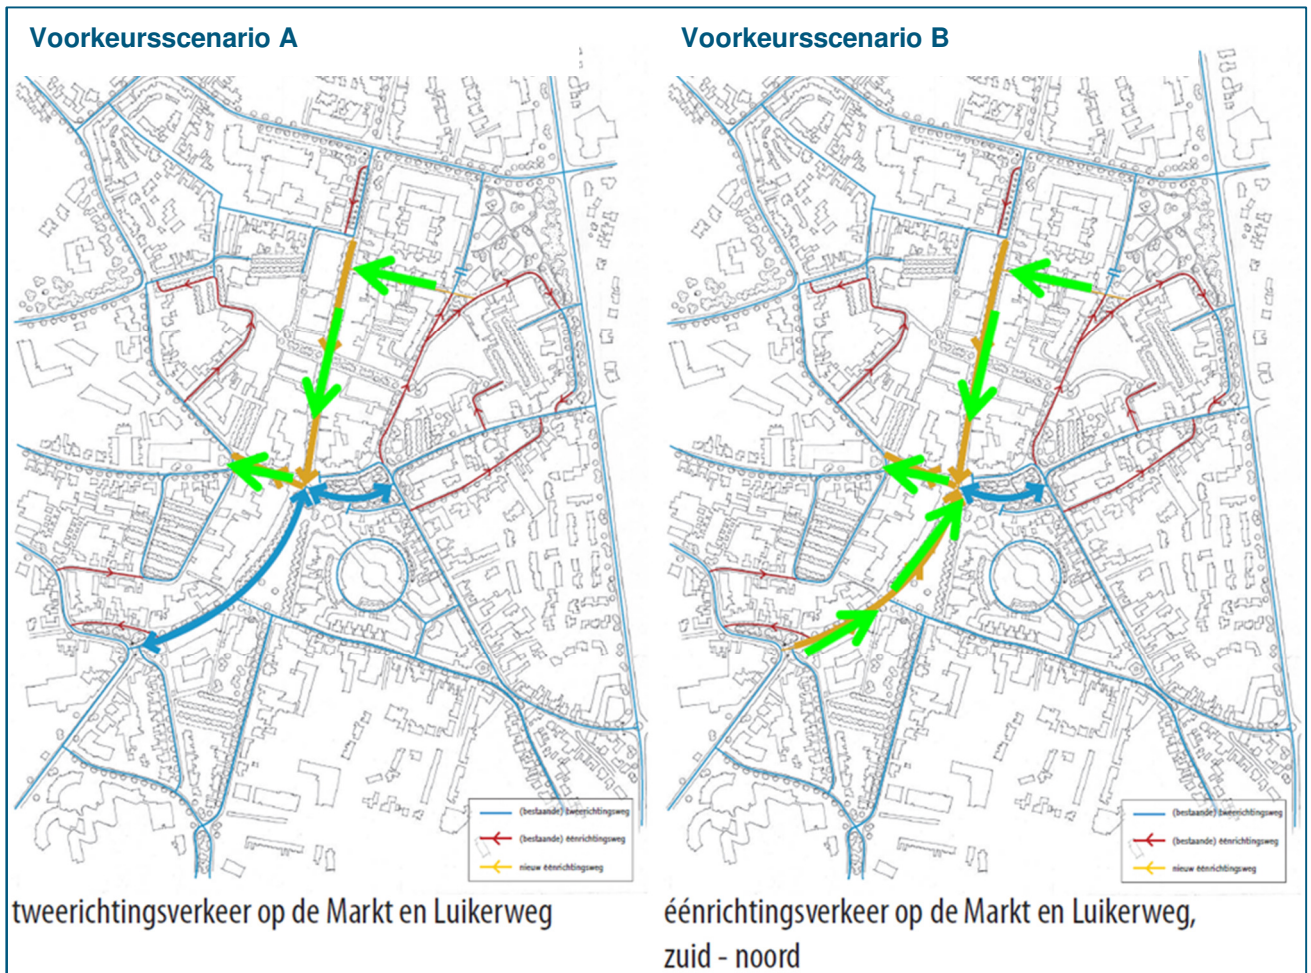 Voorkeursscenario A
(bestaande) tweerichtingsweg
(bestaande) éénrichtingsweg
nieuw éénrichtingsweg
tweerichtingsverkeer op de Markt en Luikerweg
Voorkeursscenario B
(bestaande) tweerichtingsweg
(bestaande) éénrichtingsweg
nieuw éénrichtingsweg
éénrichtingsverkeer op de Markt en Luikerweg,
zuid - noord